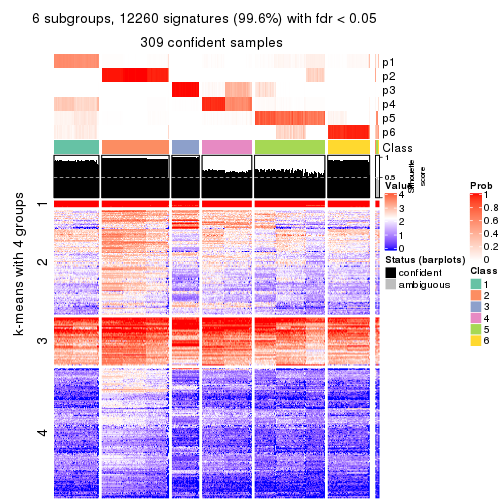 6 subgroups, 12260 signatures (99.6%) with fdr < 0.05
309 confident samples
p1
p2
p3
p4
p5
p6
Class
1
0.5
Silhouette
score
k-means with 4 groups
1
2
3
4
Value
4
3
2
1
0
Status (barplots)
confident
ambiguous
Prob
1
0.8
0.6
0.4
0.2
0
Class
1
2
3
4
5
6